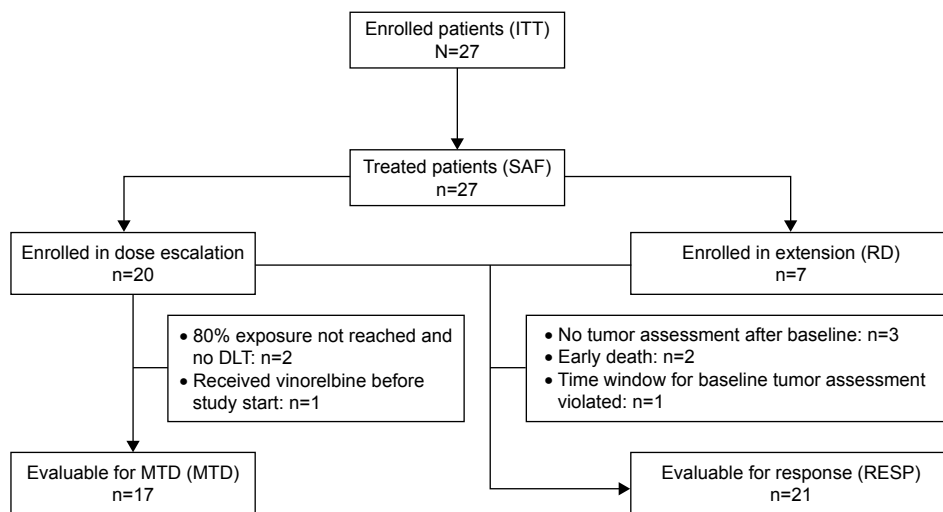 Enrolled patients (ITT)
N=27
Treated patients (SAF)
n=27
Enrolled in dose escalation
n=20
Enrolled in extension (RD)
n=7
• 80% exposure not reached and
no DLT: n=2
• Received vinorelbine before
study start: n=1
• No tumor assessment after baseline: n=3
• Early death: n=2
• Time window for baseline tumor assessment
violated: n=1
Evaluable for MTD (MTD)
n=17
Evaluable for response (RESP)
n=21